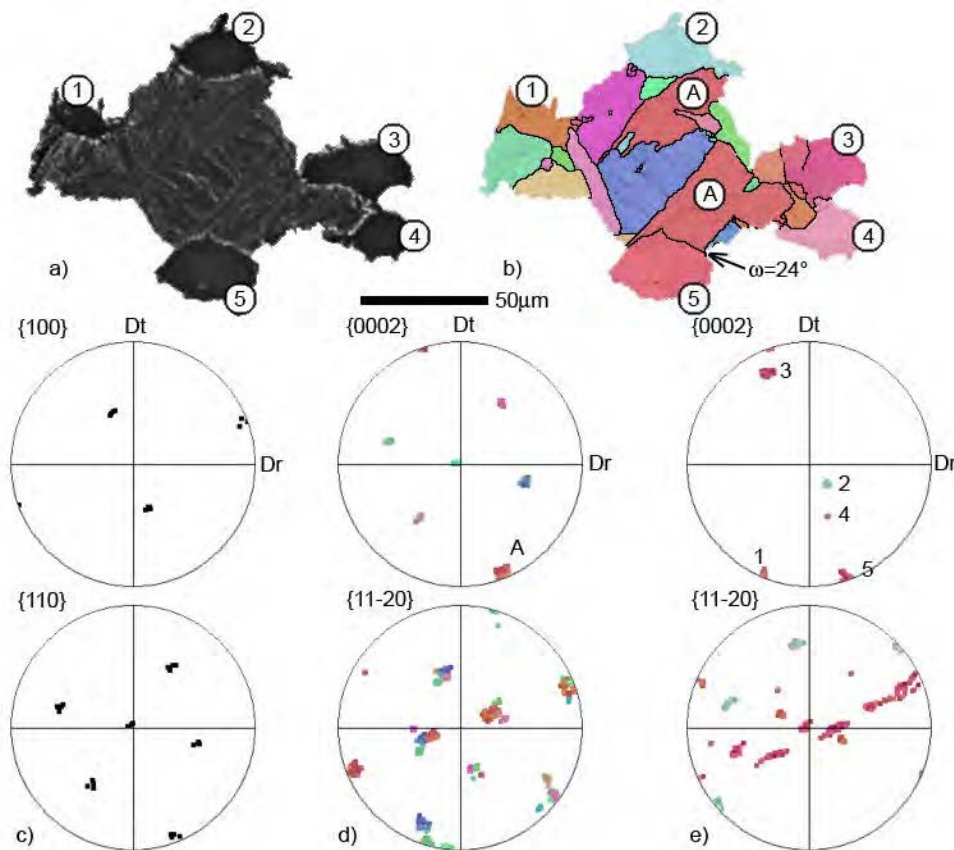 2
1
3
4
5
a)
2
1
A
3
A
4
5
b)
ω=24°
50µm
{100}
Dt
Dr
{0002}
Dt
Dr
A
{0002}
Dt
Dr
3
2
4
1
5
{110}
c)
{11-20}
d)
{11-20}
e)